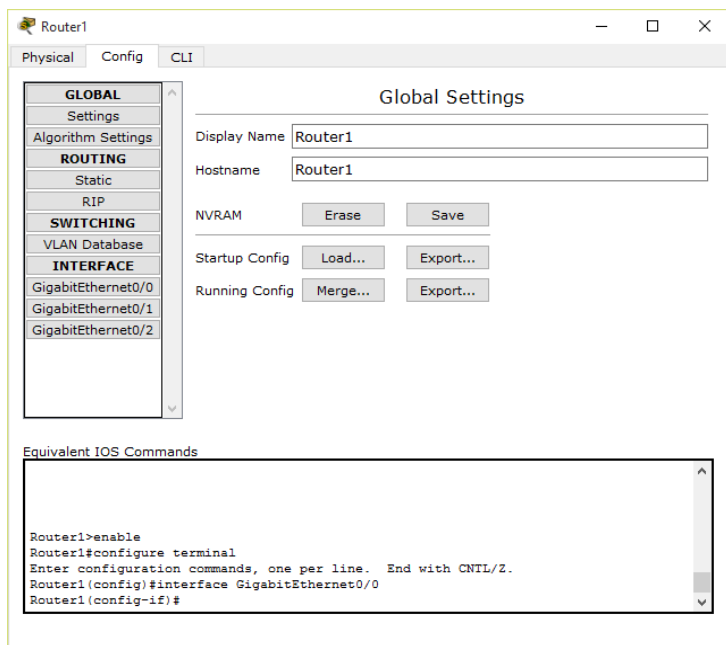 Router1
Physical Config CLI
GLOBAL
Settings
Algorithm Settings
ROUTING
Static
RIP
SWITCHING
VLAN Database
INTERFACE
GigabitEthernet0/0
GigabitEthernet0/1
GigabitEthernet0/2
Global Settings
Display Name Router1
Hostname Router1
NVRAM Erase Save
Startup Config Load... Export...
Running Config Merge... Export...
Equivalent IOS Commands
Router1>enable
Router1#configure terminal
Enter configuration commands, one per line.  End with CNTL/Z.
Router1(config)#interface GigabitEthernet0/0
Router1(config-if)#